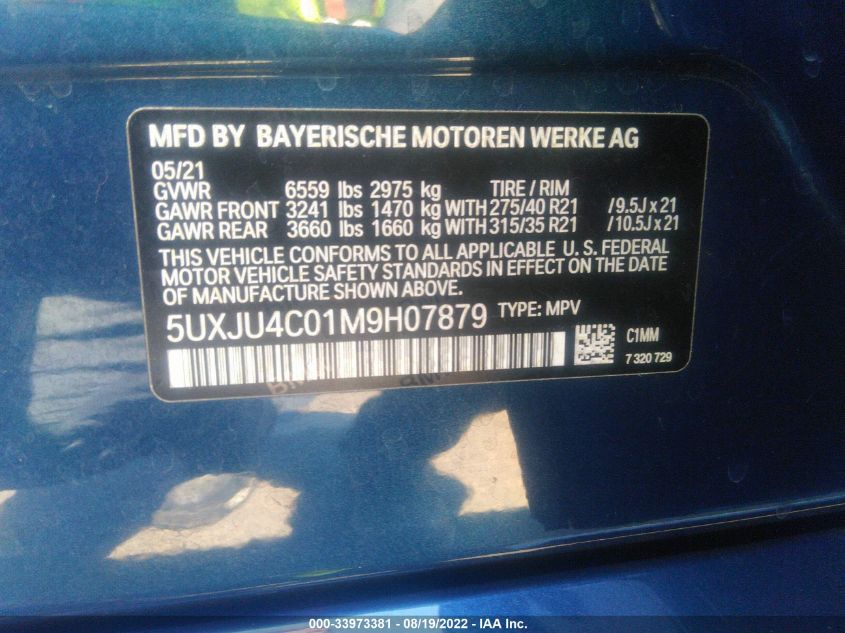 MFD BY BAYERISCHE MOTOREN WERKE AG
05/21
GVWR 6559 lbs 2975 kg TIRE / RIM
GAWR FRONT 3241 lbs 1470 kg WITH 275/40 R21 / 9.5J x 21
GAWR REAR 3660 lbs 1660 kg WITH 315/35 R21 / 10.5J x 21
THIS VEHICLE CONFORMS TO ALL APPLICABLE U. S. FEDERAL
MOTOR VEHICLE SAFETY STANDARDS IN EFFECT ON THE DATE
OF MANUFACTURE SHOWN ABOVE.
5UXJU4C01M9H07879 TYPE: MPV
C1MM
7 320 729
000-33973381 - 08/19/2022 - IAA Inc.